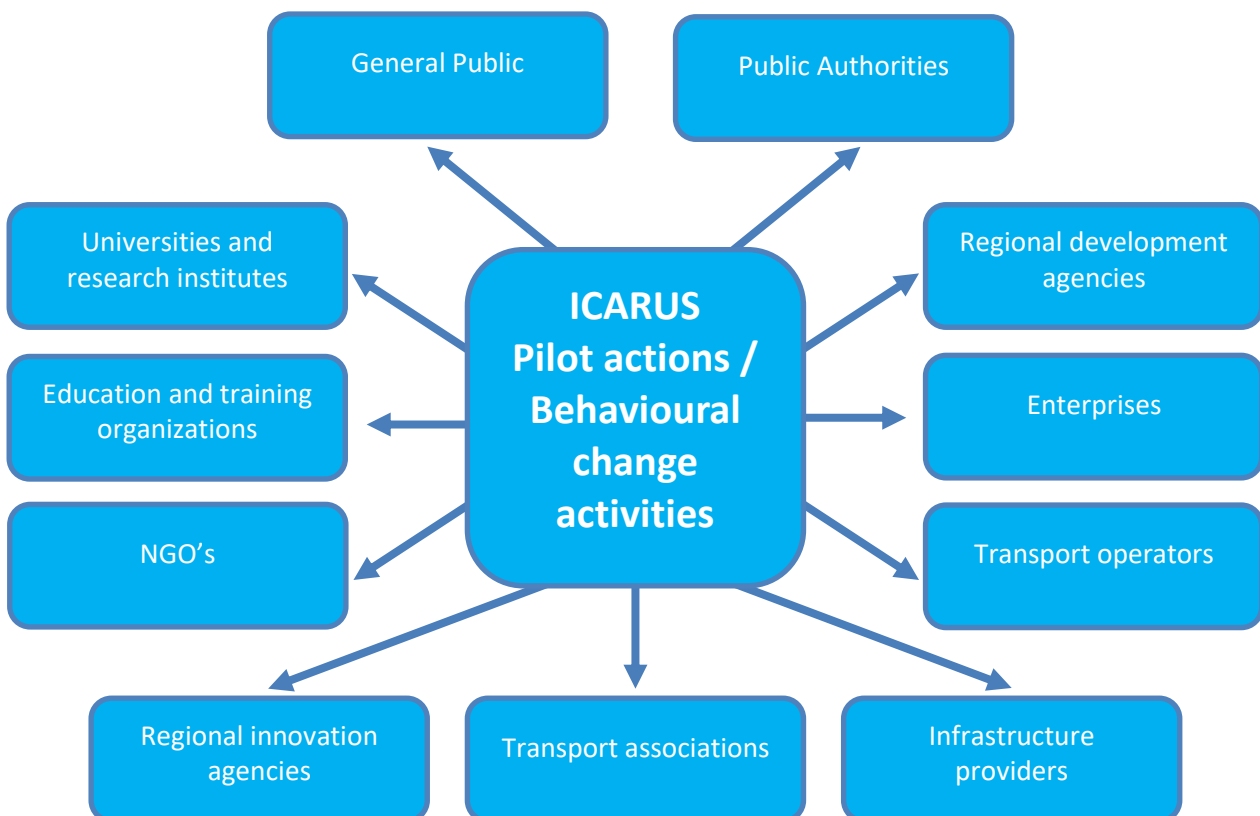 General Public
Public Authorities
Universities and
research institutes
Regional development
agencies
ICARUS
Pilot actions /
Behavioural
change
activities
Education and training
organizations
Enterprises
NGO’s
Transport operators
Regional innovation
agencies
Transport associations
Infrastructure
providers